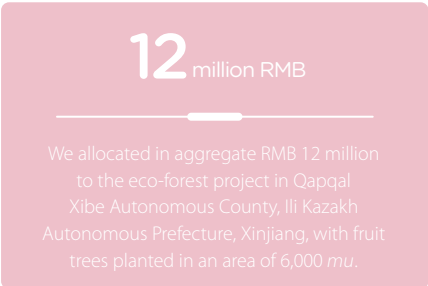 12 million RMB
We allocated in aggregate RMB 12 million
to the eco-forest project in Qapqal
Xibe Autonomous County, Ili Kazakh
Autonomous Prefecture, Xinjiang, with fruit
trees planted in an area of 6,000 mu.